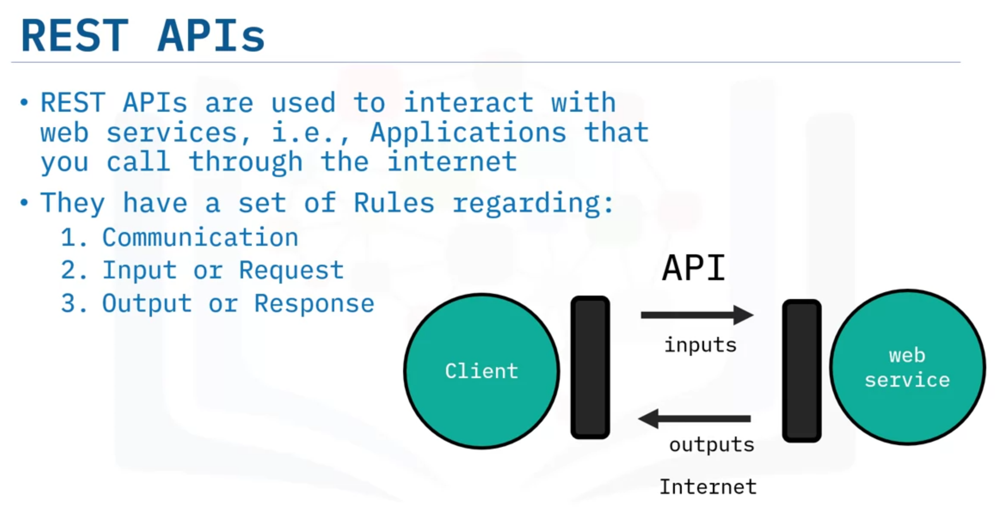 REST APIs
• REST APIs are used to interact with
web services, i.e., Applications that
you call through the internet
• They have a set of Rules regarding:
1. Communication
2. Input or Request
3. Output or Response
API
inputs
Client
web
service
outputs
Internet